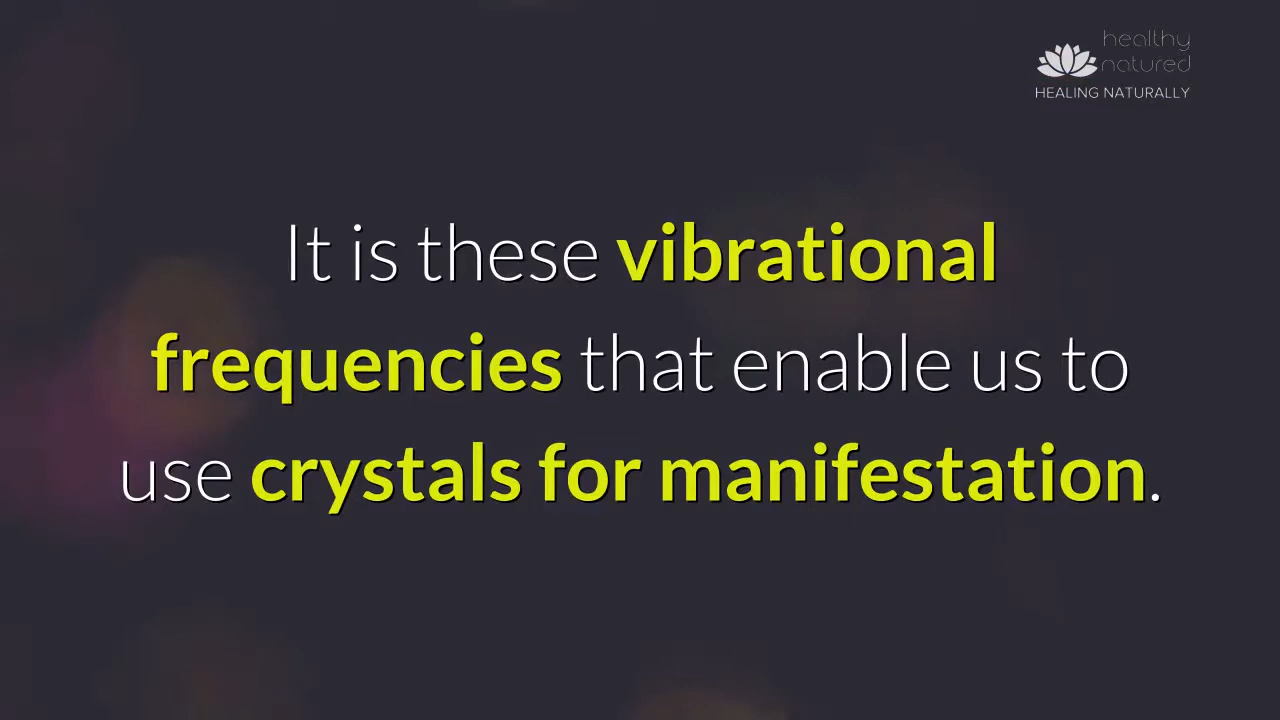 healthy
natured
HEALING NATURALLY
It is these vibrational
frequencies that enable us to
use crystals for manifestation.